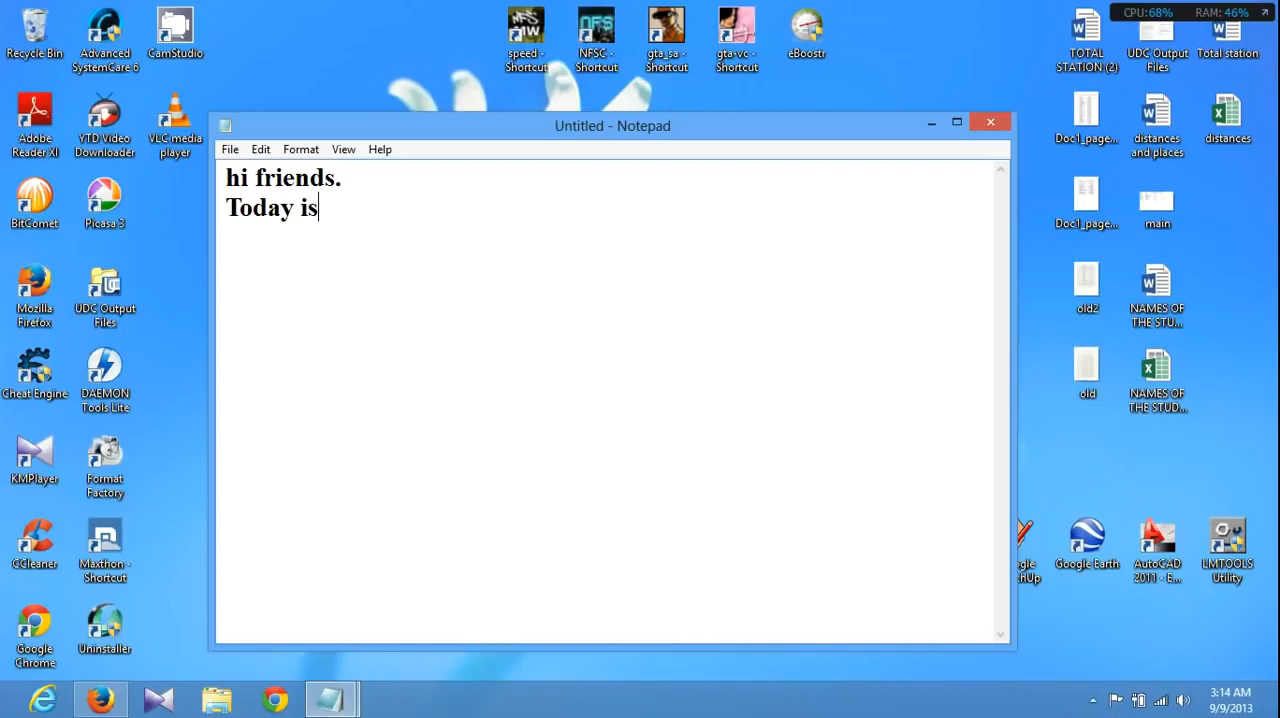 CPU:68% RAM: 46%
Recycle Bin
Advanced SystemCare 6
CamStudio
speed - Shortcut
NFSC - Shortcut
gta_sa - Shortcut
gta-vc - Shortcut
eBoostr
TOTAL STATION (2)
UDC Output Files
Total station
Adobe Reader XI
YTD Video Downloader
VLC media player
Doc1_page...
distances and places
distances
BitComet
Picasa 3
Doc1_page...
main
Mozilla Firefox
UDC Output Files
old2
NAMES OF THE STU...
Cheat Engine
DAEMON Tools Lite
old
NAMES OF THE STUD...
KMPlayer
Format Factory
CCleaner
Maxthon - Shortcut
Google Earth
AutoCAD 2011 - E...
LMTOOLS Utility
Google Chrome
Uninstaller
Untitled - Notepad
File Edit Format View Help
hi friends.
Today is
3:14 AM
9/9/2013